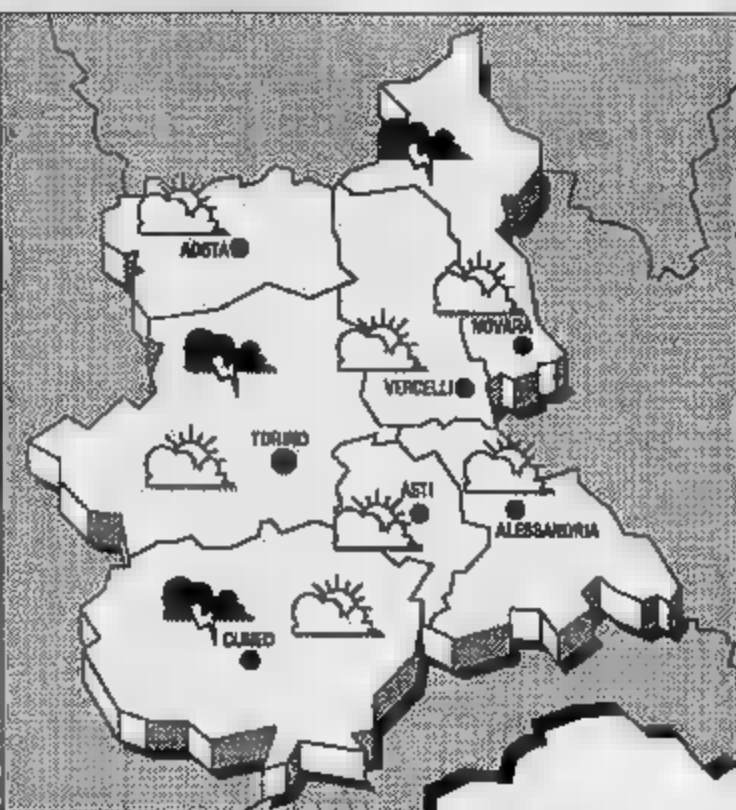 AOSTA
NOVARA
VERCELLI
TORINO
ASTI
ALESSANDRIA
CUNEO